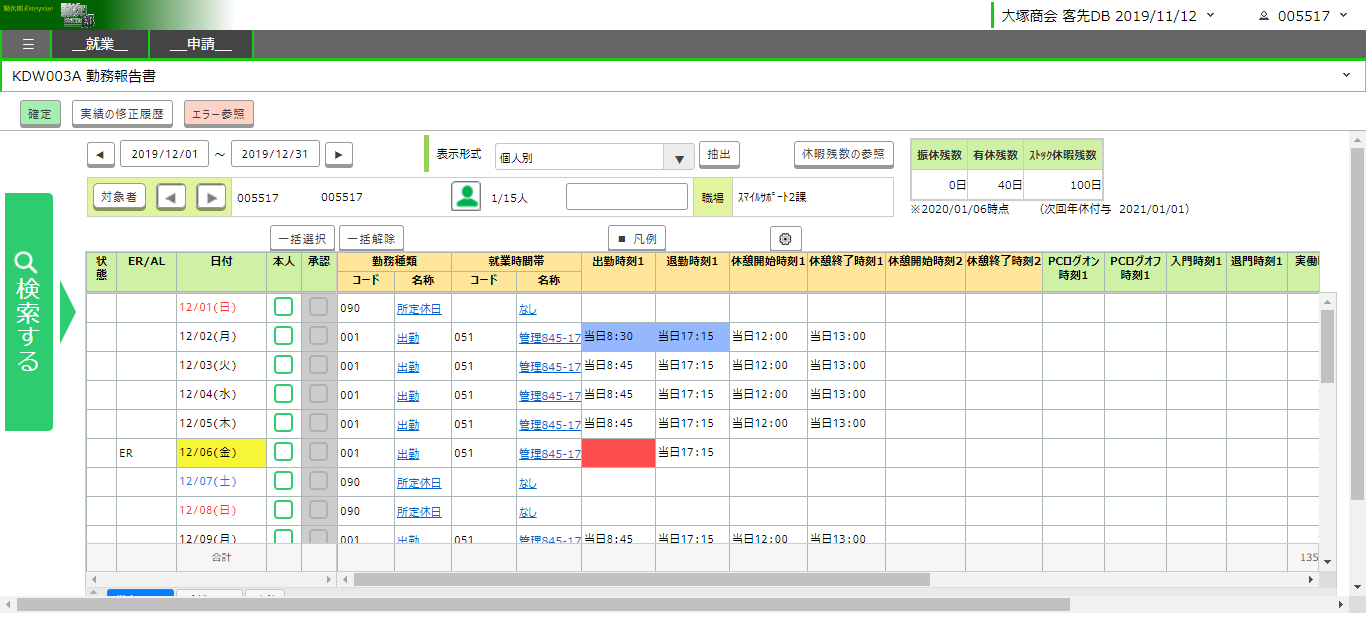 勤次郎 Enterprise
大塚商会 客先DB 2019/11/12 005517
☰ __就業__ __申請__
KDW003A 勤務報告書
確定 実績の修正履歴 エラー参照
◀ 2019/12/01 ～ 2019/12/31 ▶ 表示形式 個人別 ▼ 抽出 休暇残数の参照
振休残数 有休残数 ｽﾄｯｸ休暇残数
0日 40日 100日
対象者 ◀ ▶ 005517 005517 1/15人 職場 ｽﾏｲﾙｻﾎﾟｰﾄ2課
※2020/01/06時点 （次回年休付与 2021/01/01）
一括選択 一括解除 ■ 凡例
検索する
状態 ER/AL 日付 本人 承認 勤務種類 就業時間帯 出勤時刻1 退勤時刻1 休憩開始時刻1 休憩終了時刻1 休憩開始時刻2 休憩終了時刻2 PCログオン時刻1 PCログオフ時刻1 入門時刻1 退門時刻1 実働
コード 名称 コード 名称
12/01(日) 090 所定休日 なし
12/02(月) 001 出勤 051 管理845-17 当日8:30 当日17:15 当日12:00 当日13:00
12/03(火) 001 出勤 051 管理845-17 当日8:45 当日17:15 当日12:00 当日13:00
12/04(水) 001 出勤 051 管理845-17 当日8:45 当日17:15 当日12:00 当日13:00
12/05(木) 001 出勤 051 管理845-17 当日8:45 当日17:15 当日12:00 当日13:00
ER 12/06(金) 001 出勤 051 管理845-17 当日17:15
12/07(土) 090 所定休日 なし
12/08(日) 090 所定休日 なし
12/09(月) 001 出勤 051 管理845-17 当日8:45 当日17:15 当日12:00 当日13:00
合計 135